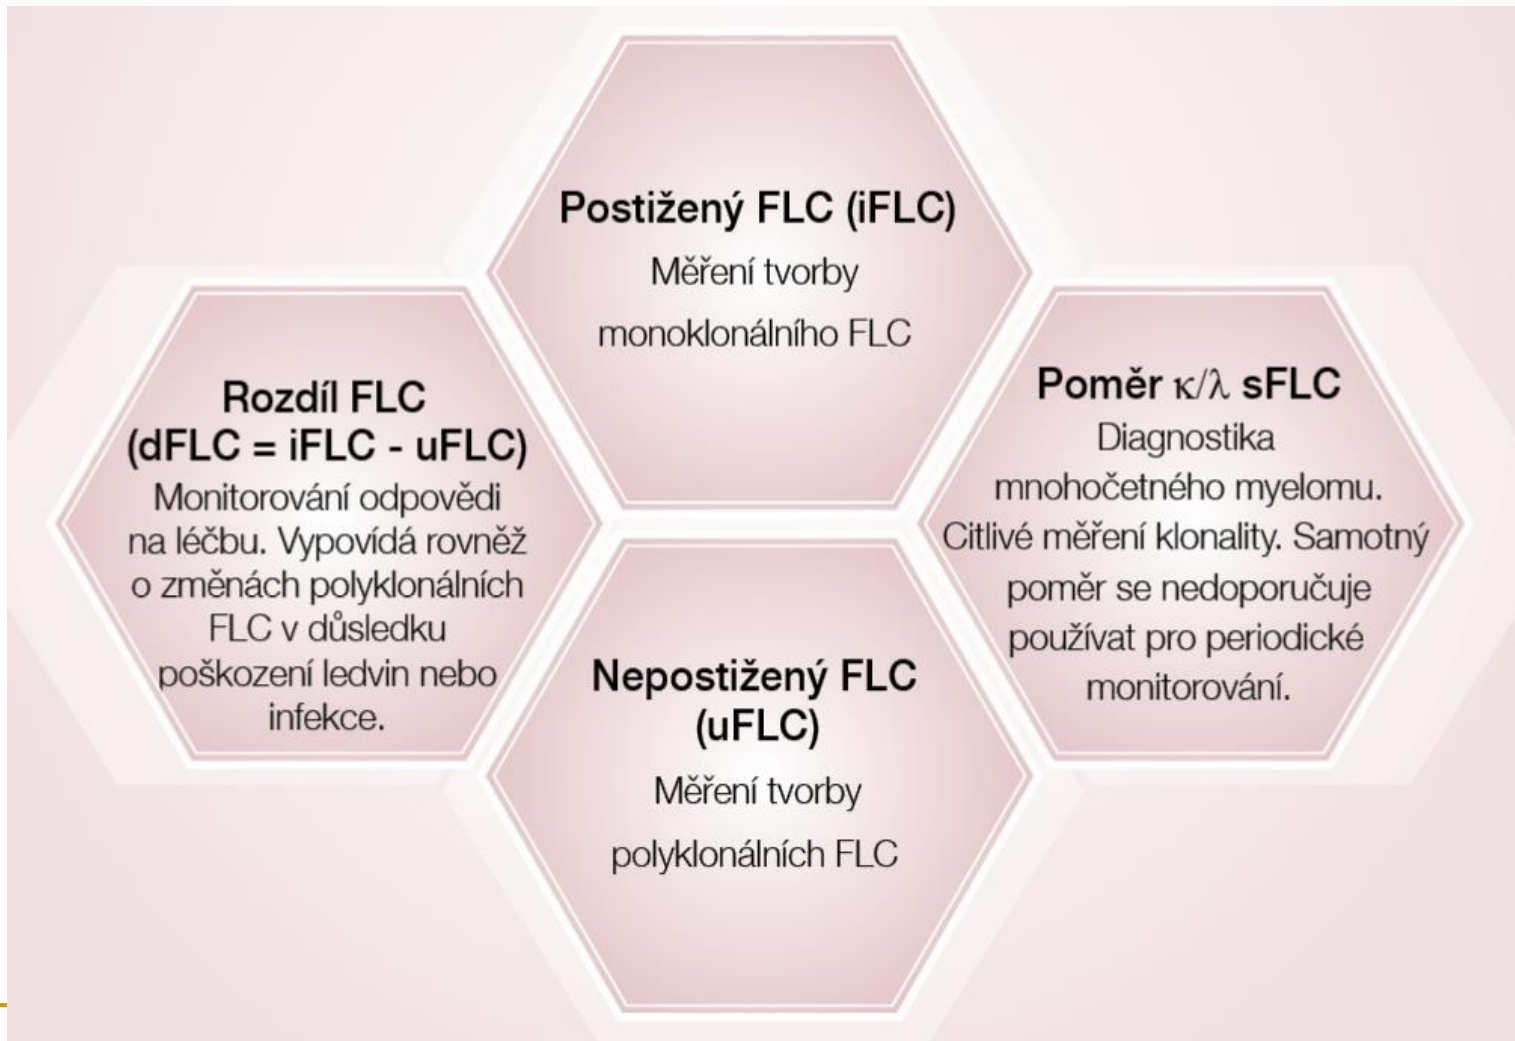 Postižený FLC (iFLC)
Měření tvorby
monoklonálního FLC
Rozdíl FLC
(dFLC = iFLC - uFLC)
Monitorování odpovědi
na léčbu. Vypovídá rovněž
o změnách polyklonálních
FLC v důsledku
poškození ledvin nebo
infekce.
Poměr κ/λ sFLC
Diagnostika
mnohočetného myelomu.
Citlivé měření klonality. Samotný
poměr se nedoporučuje
používat pro periodické
monitorování.
Nepostižený FLC
(uFLC)
Měření tvorby
polyklonálních FLC